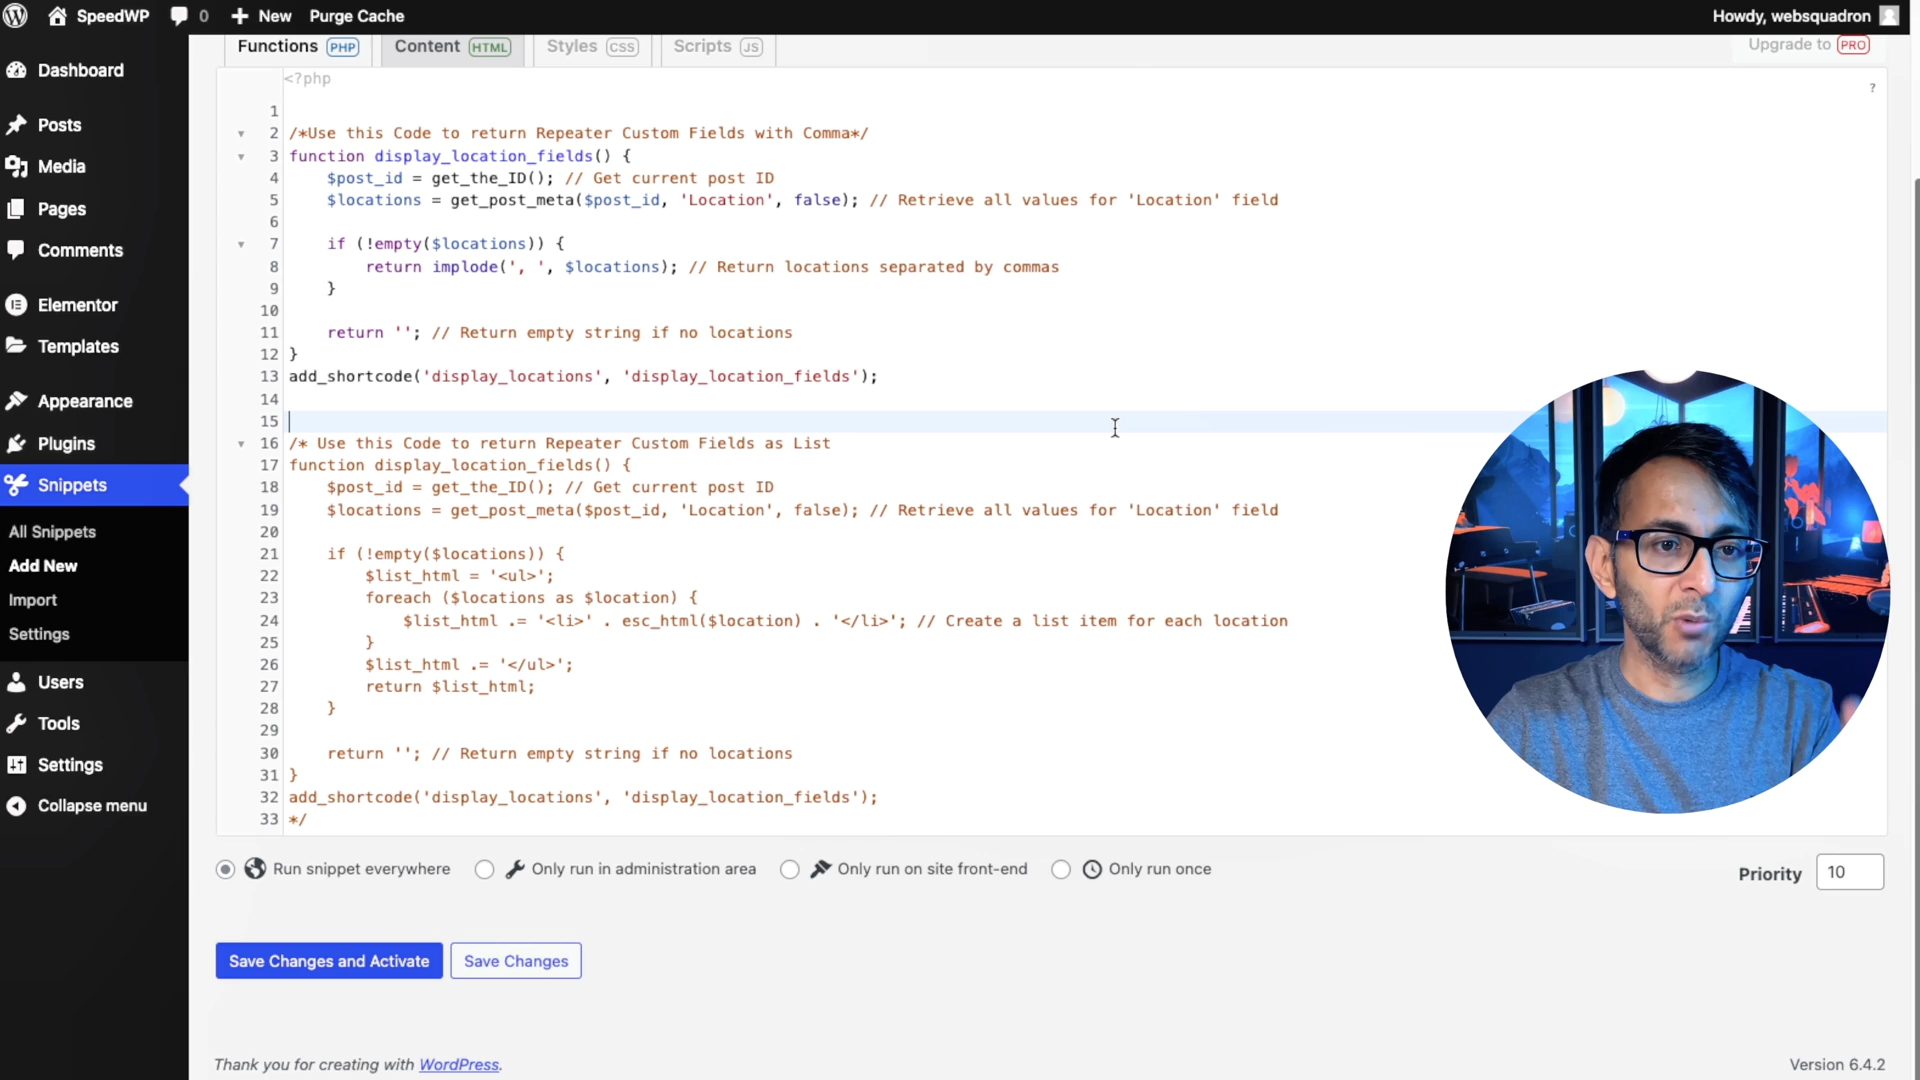 SpeedWP
0
New
Purge Cache
Howdy, websquadron
Functions PHP
Content HTML
Styles CSS
Scripts JS
Upgrade to PRO
Dashboard
Posts
Media
Pages
Comments
Elementor
Templates
Appearance
Plugins
Snippets
All Snippets
Add New
Import
Settings
Users
Tools
Settings
Collapse menu
<?php
?
1
2 /*Use this Code to return Repeater Custom Fields with Comma*/
3 function display_location_fields() {
4     $post_id = get_the_ID(); // Get current post ID
5     $locations = get_post_meta($post_id, 'Location', false); // Retrieve all values for 'Location' field
6
7     if (!empty($locations)) {
8         return implode(', ', $locations); // Return locations separated by commas
9     }
10
11     return ''; // Return empty string if no locations
12 }
13 add_shortcode('display_locations', 'display_location_fields');
14
15
16 /* Use this Code to return Repeater Custom Fields as List
17 function display_location_fields() {
18     $post_id = get_the_ID(); // Get current post ID
19     $locations = get_post_meta($post_id, 'Location', false); // Retrieve all values for 'Location' field
20
21     if (!empty($locations)) {
22         $list_html = '<ul>';
23         foreach ($locations as $location) {
24             $list_html .= '<li>' . esc_html($location) . '</li>'; // Create a list item for each location
25         }
26         $list_html .= '</ul>';
27         return $list_html;
28     }
29
30     return ''; // Return empty string if no locations
31 }
32 add_shortcode('display_locations', 'display_location_fields');
33 */
Run snippet everywhere
Only run in administration area
Only run on site front-end
Only run once
Priority 10
Save Changes and Activate
Save Changes
Thank you for creating with WordPress.
Version 6.4.2